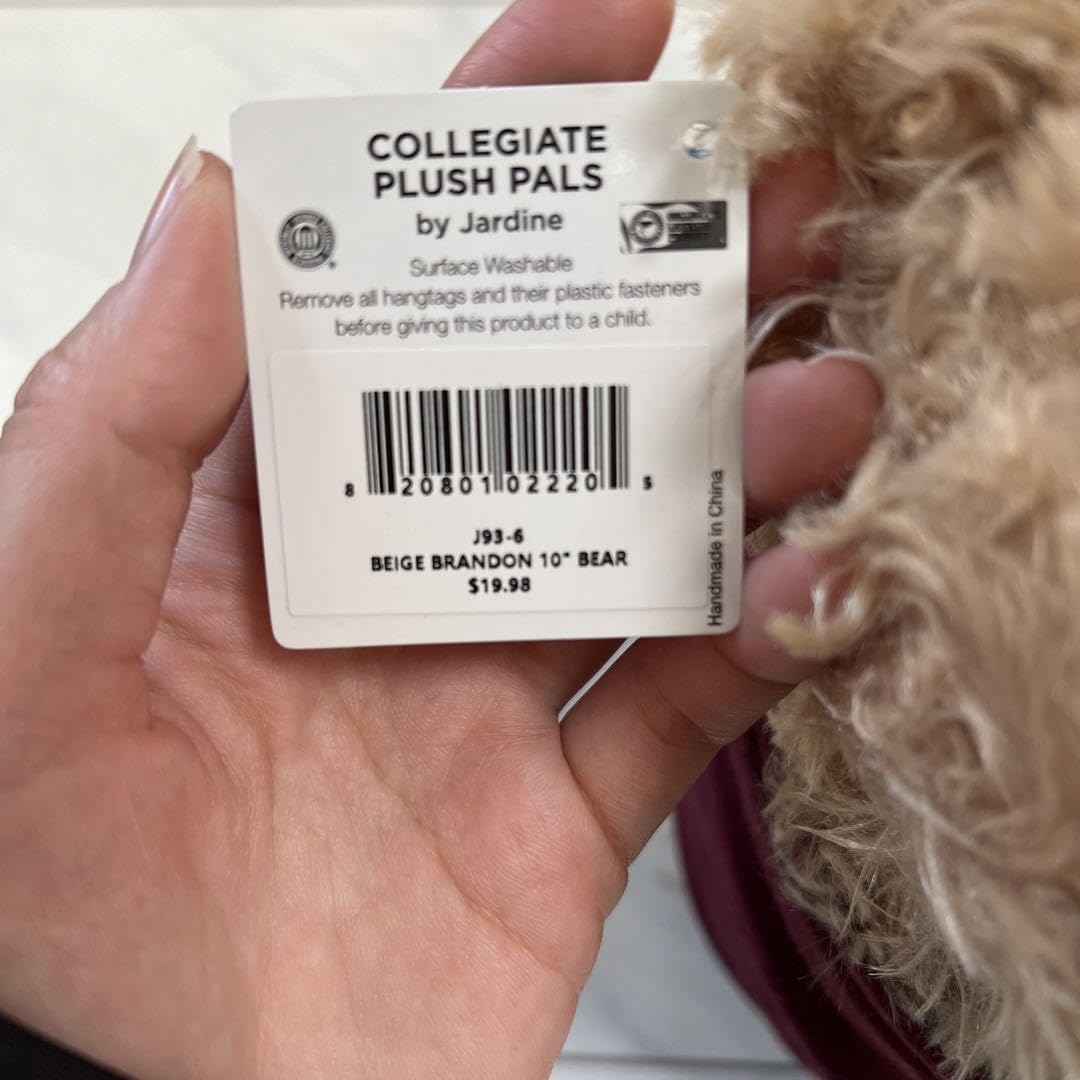 COLLEGIATE
PLUSH PALS
by Jardine
Surface Washable
Remove all hangtags and their plastic fasteners
before giving this product to a child.
8 20801 02220 5
J93-6
BEIGE BRANDON 10" BEAR
$19.98
Handmade in China